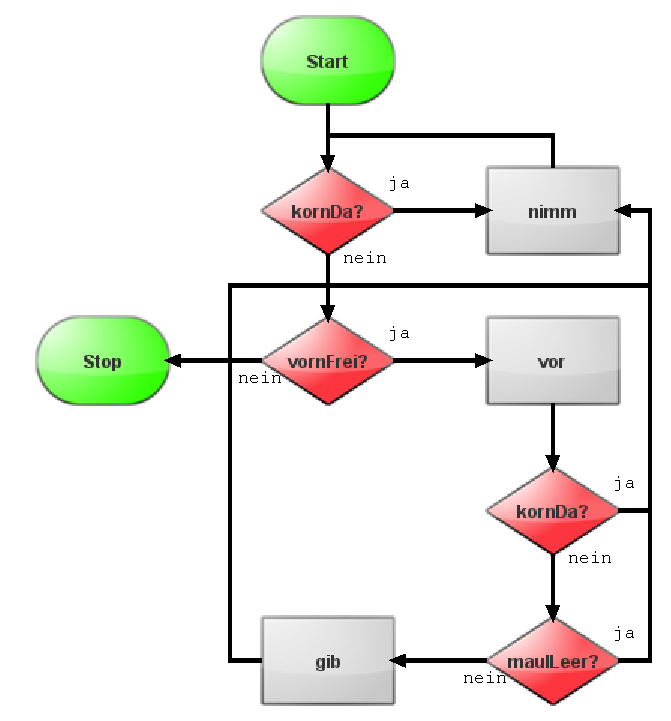 Start
ja
kornDa?
nimm
nein
ja
Stop
vornFrei?
vor
nein
ja
kornDa?
nein
ja
gib
maulLeer?
nein